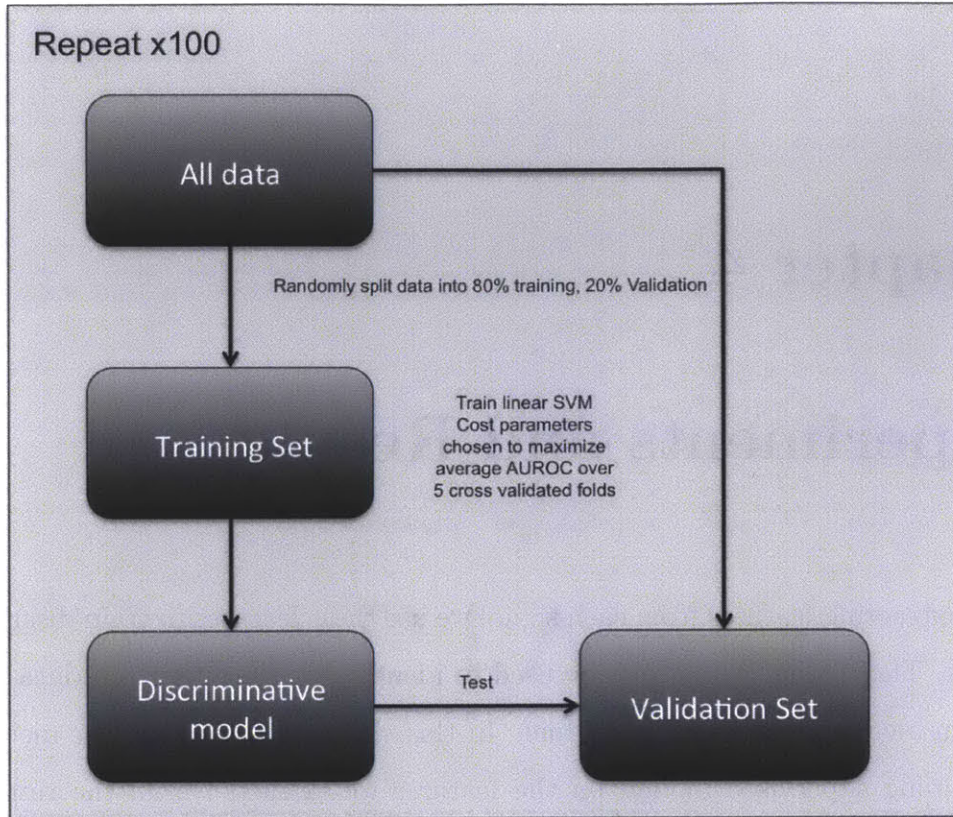 Repeat x100
All data
Randomly split data into 80% training, 20% Validation
Training Set
Train linear SVM
Cost parameters
chosen to maximize
average AUROC over
5 cross validated folds
Discriminative
model
Test
Validation Set